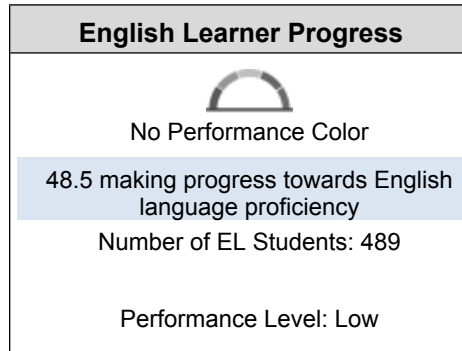 English Learner Progress
No Performance Color
48.5 making progress towards English
language proficiency
Number of EL Students: 489
Performance Level: Low